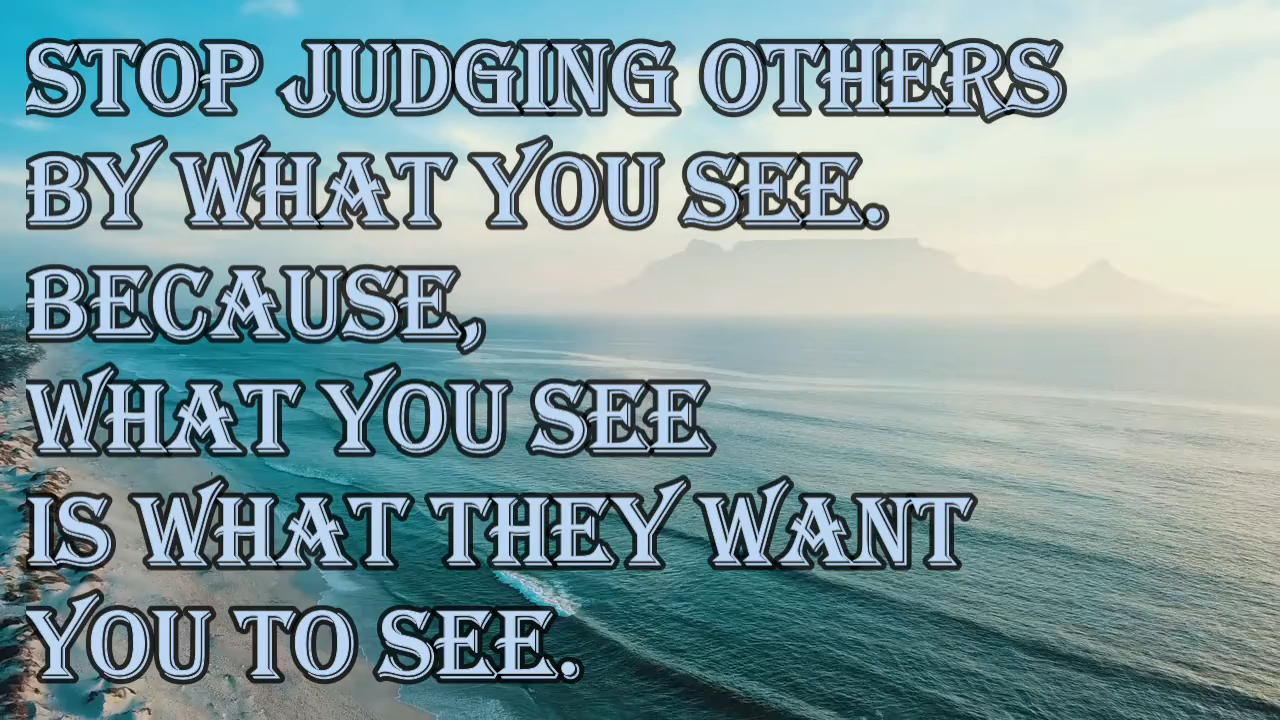 STOP JUDGING OTHERS
BY WHAT YOU SEE.
BECAUSE,
WHAT YOU SEE
IS WHAT THEY WANT
YOU TO SEE.